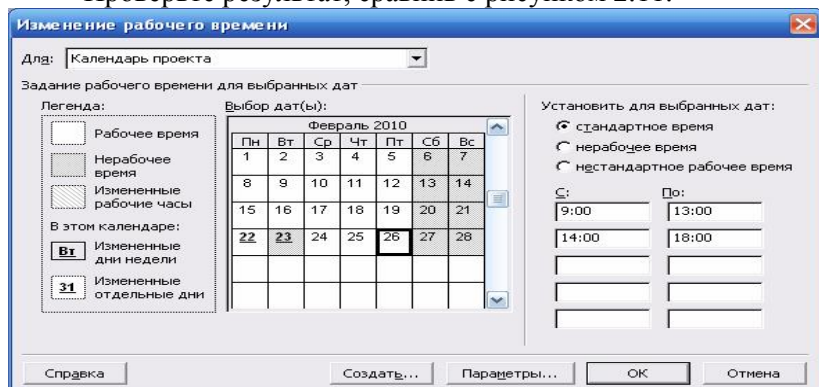 Проверьте результат, сравнив с рисунком 2.11.
Изменение рабочего времени
Для: Календарь проекта
Задание рабочего времени для выбранных дат
Легенда:
Рабочее время
Нерабочее
время
Измененные
рабочие часы
В этом календаре:
Вт Измененные
дни недели
31 Измененные
отдельные дни
Выбор дат(ы):
Февраль 2010
Пн Вт Ср Чт Пт Сб Вс
1 2 3 4 5 6 7
8 9 10 11 12 13 14
15 16 17 18 19 20 21
22 23 24 25 26 27 28
Установить для выбранных дат:
стандартное время
нерабочее время
нестандартное рабочее время
С: По:
9:00 13:00
14:00 18:00
Справка Создать... Параметры... ОК Отмена